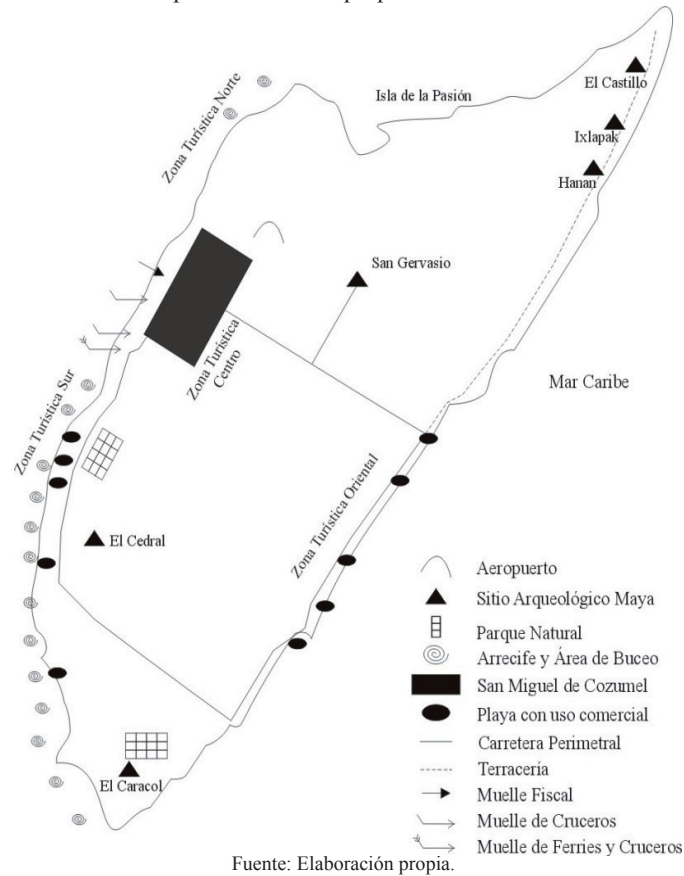 El Castillo
Isla de la Pasión
Zona Turística Norte
Ixlapak
Hanan
San Gervasio
Zona Turística
Centro
Mar Caribe
Zona Turística Sur
Zona Turística Oriental
El Cedral
El Caracol
Aeropuerto
Sitio Arqueológico Maya
Parque Natural
Arrecife y Área de Buceo
San Miguel de Cozumel
Playa con uso comercial
Carretera Perimetral
Terracería
Muelle Fiscal
Muelle de Cruceros
Muelle de Ferries y Cruceros
Fuente: Elaboración propia.